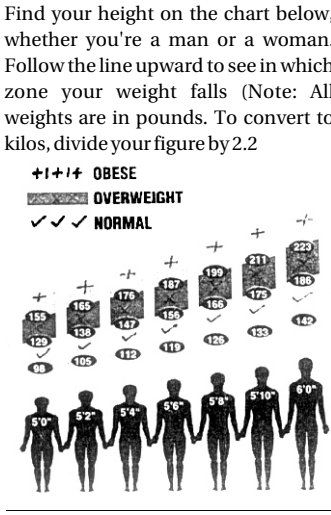 Find your height on the chart below,
whether you're a man or a woman.
Follow the line upward to see in which
zone your weight falls (Note: All
weights are in pounds. To convert to
kilos, divide your figure by 2.2
OBESE
OVERWEIGHT
NORMAL
155 165 176 187 199 211 223
129 138 147 156 166 175 186
98 105 112 119 126 133 142
5'0" 5'2" 5'4" 5'6" 5'8" 5'10" 6'0"